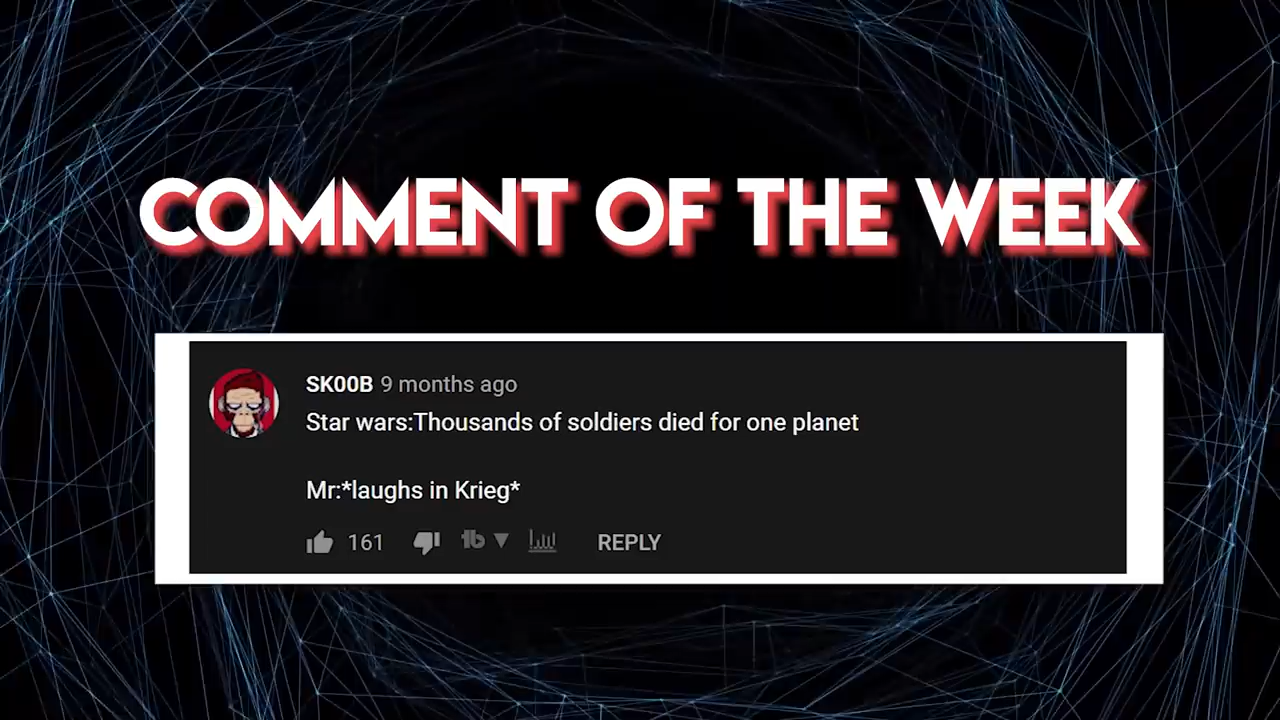 COMMENT OF THE WEEK
SK00B 9 months ago
Star wars:Thousands of soldiers died for one planet
Mr:*laughs in Krieg*
161 REPLY